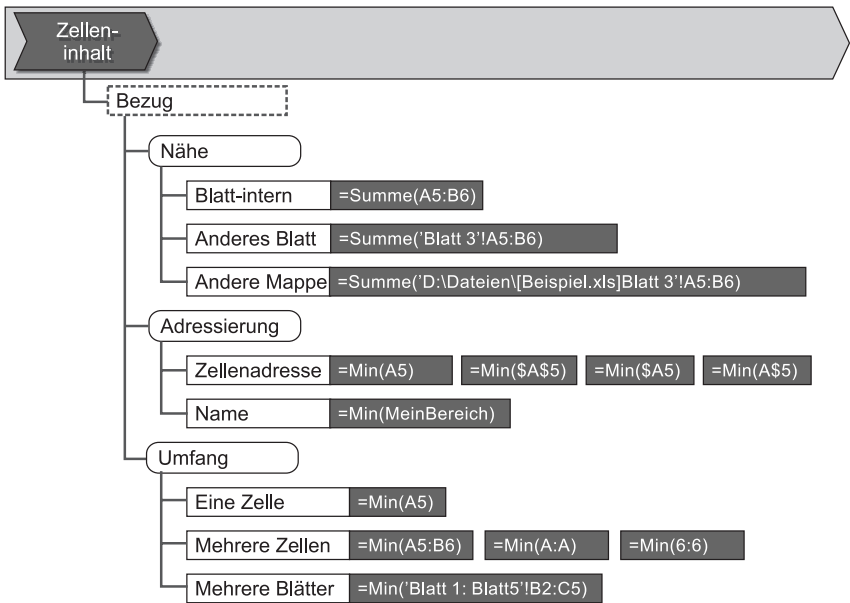 Zellen-
inhalt
Bezug
Nähe
Blatt-intern =Summe(A5:B6)
Anderes Blatt =Summe('Blatt 3'!A5:B6)
Andere Mappe =Summe('D:\Dateien\[Beispiel.xls]Blatt 3'!A5:B6)
Adressierung
Zellenadresse =Min(A5) =Min($A$5) =Min($A5) =Min(A$5)
Name =Min(MeinBereich)
Umfang
Eine Zelle =Min(A5)
Mehrere Zellen =Min(A5:B6) =Min(A:A) =Min(6:6)
Mehrere Blätter =Min('Blatt 1: Blatt5'!B2:C5)